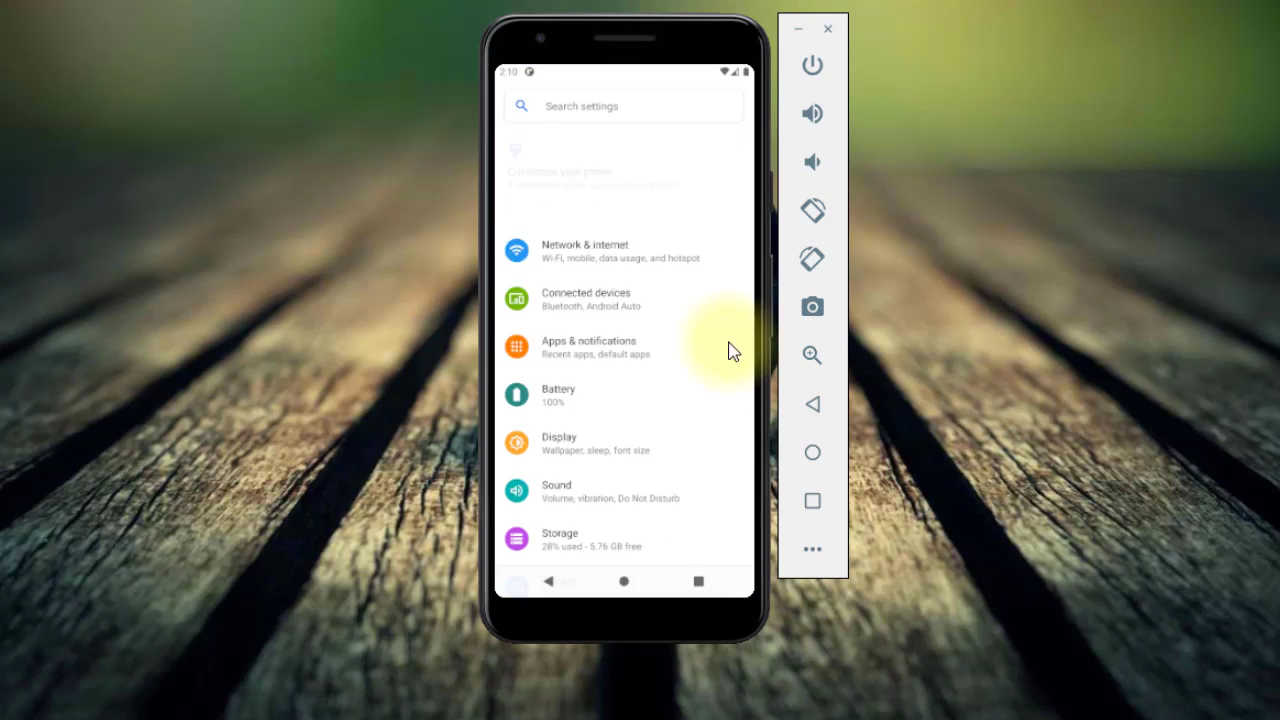 2:10
Search settings
Customise your phone
Network & internet
Wi-Fi, mobile, data usage, and hotspot
Connected devices
Bluetooth, Android Auto
Apps & notifications
Recent apps, default apps
Battery
100%
Display
Wallpaper, sleep, font size
Sound
Volume, vibration, Do Not Disturb
Storage
28% used - 5.76 GB free